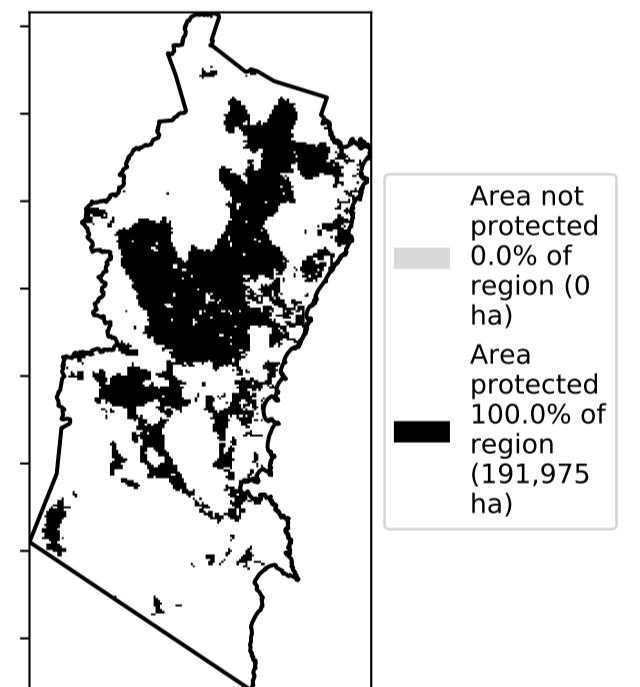 Area not
protected
0.0% of
region (0
ha)
Area
protected
100.0% of
region
(191,975
ha)